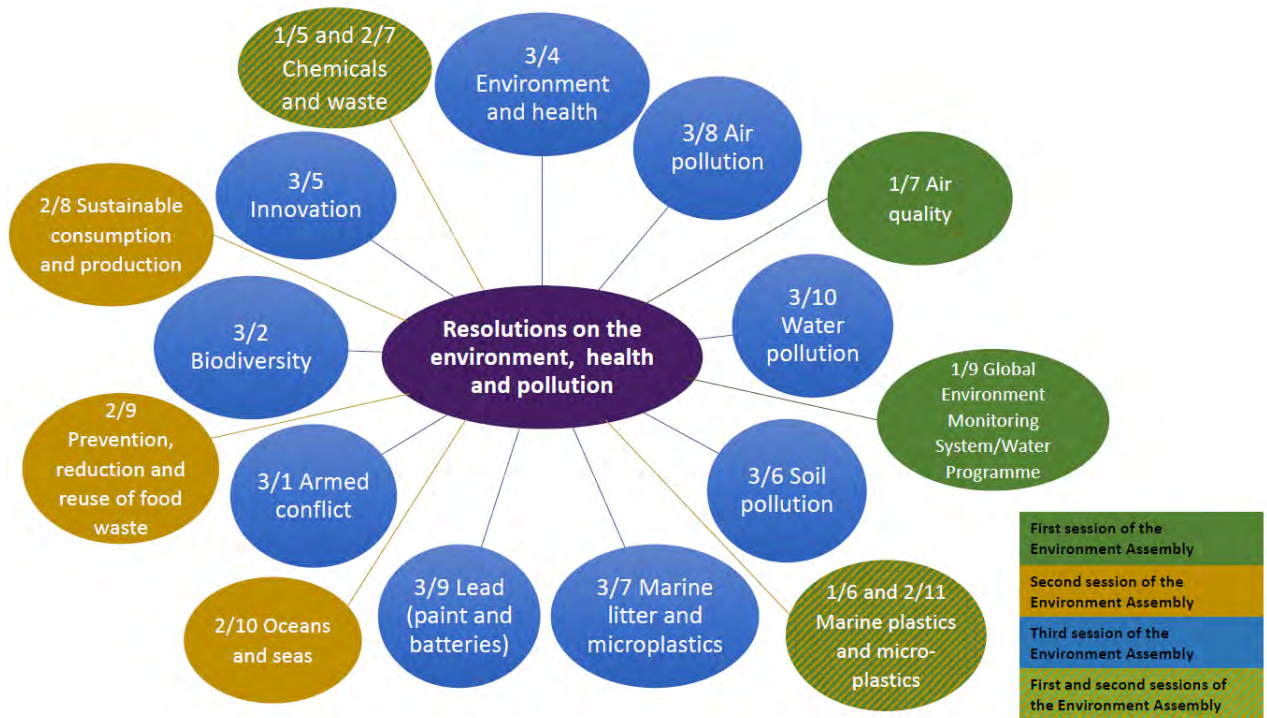 1/5 and 2/7
Chemicals
and waste
3/4
Environment
and health
3/8 Air
pollution
1/7 Air
quality
3/5
Innovation
2/8 Sustainable
consumption
and production
3/10
Water
pollution
Resolutions on the
environment, health
and pollution
3/2
Biodiversity
1/9 Global
Environment
Monitoring
System/Water
Programme
2/9
Prevention,
reduction and
reuse of food
waste
3/1 Armed
conflict
3/6 Soil
pollution
2/10 Oceans
and seas
3/9 Lead
(paint and
batteries)
3/7 Marine
litter and
microplastics
1/6 and 2/11
Marine plastics
and micro-
plastics
First session of the
Environment Assembly
Second session of the
Environment Assembly
Third session of the
Environment Assembly
First and second sessions of
the Environment Assembly